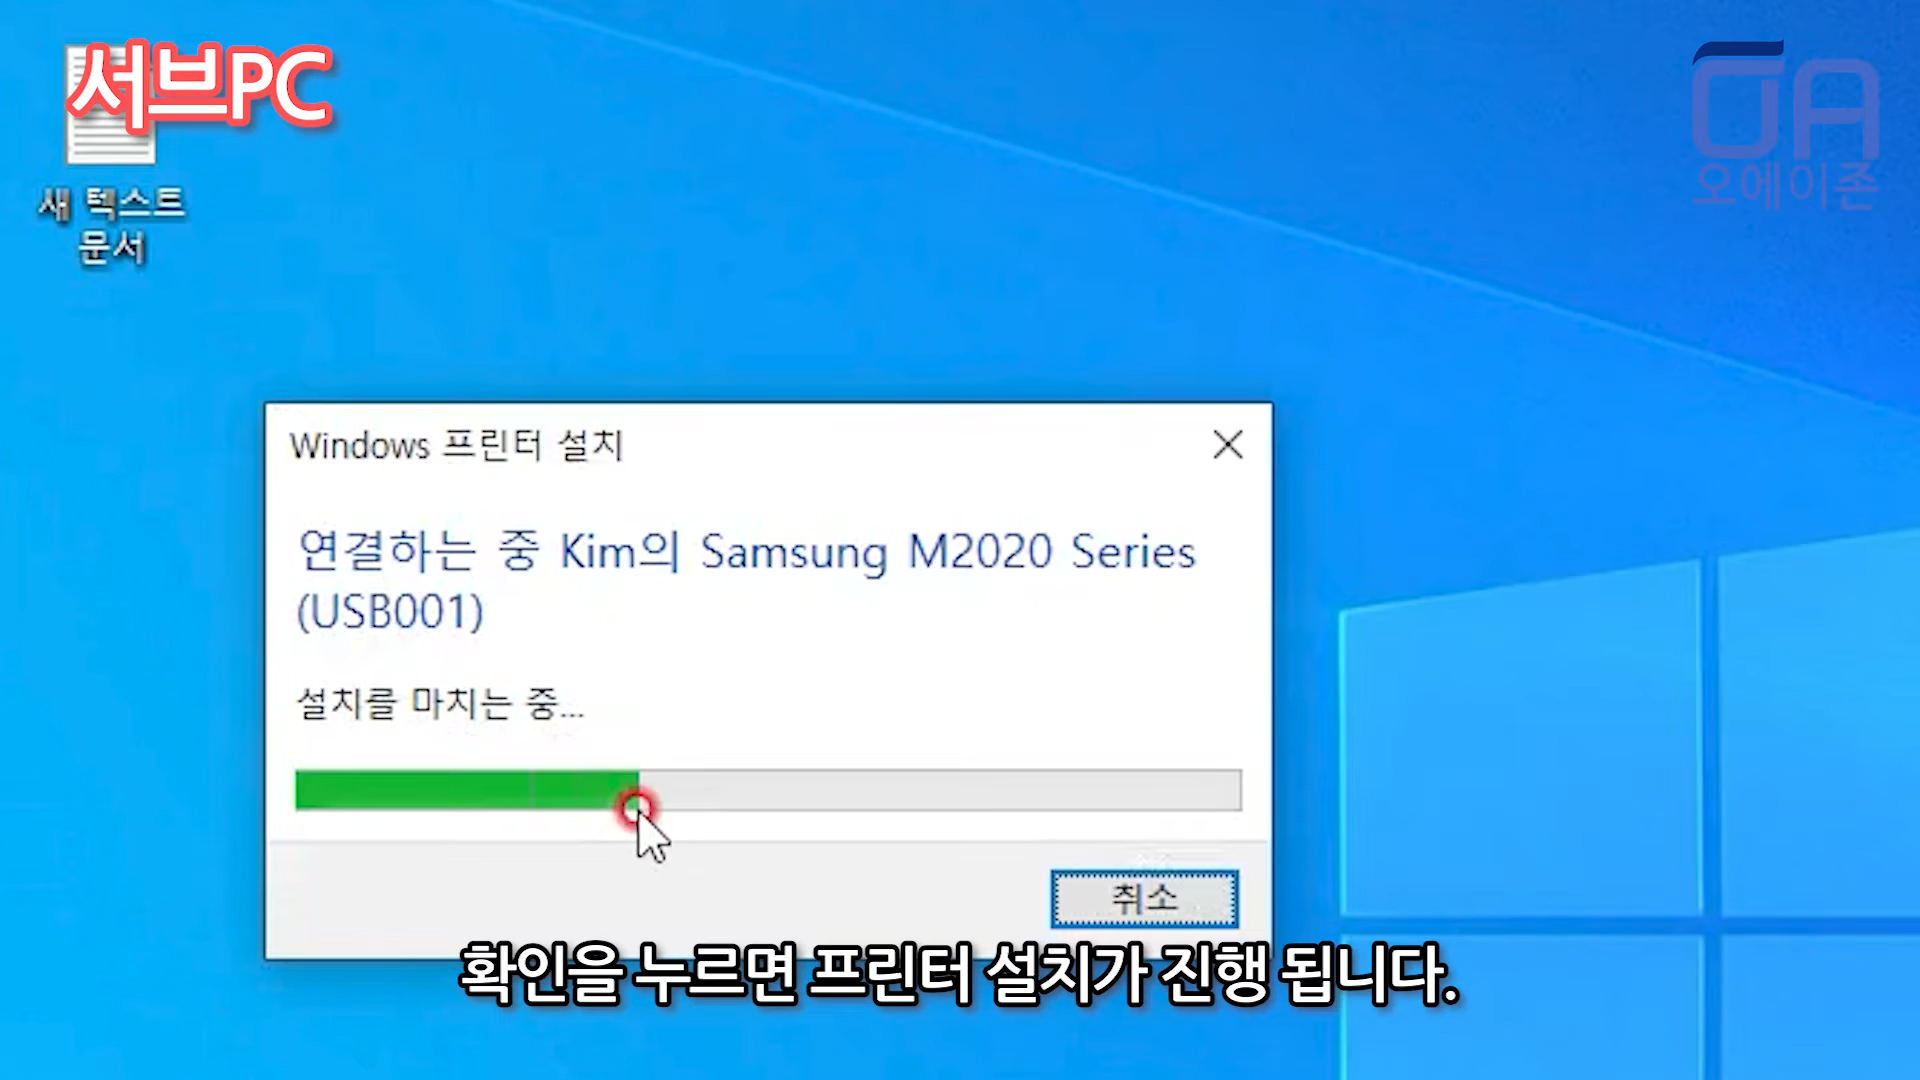 서브PC
OA
오에이존
새 텍스트
문서
Windows 프린터 설치
연결하는 중 Kim의 Samsung M2020 Series
(USB001)
설치를 마치는 중...
취소
확인을 누르면 프린터 설치가 진행 됩니다.